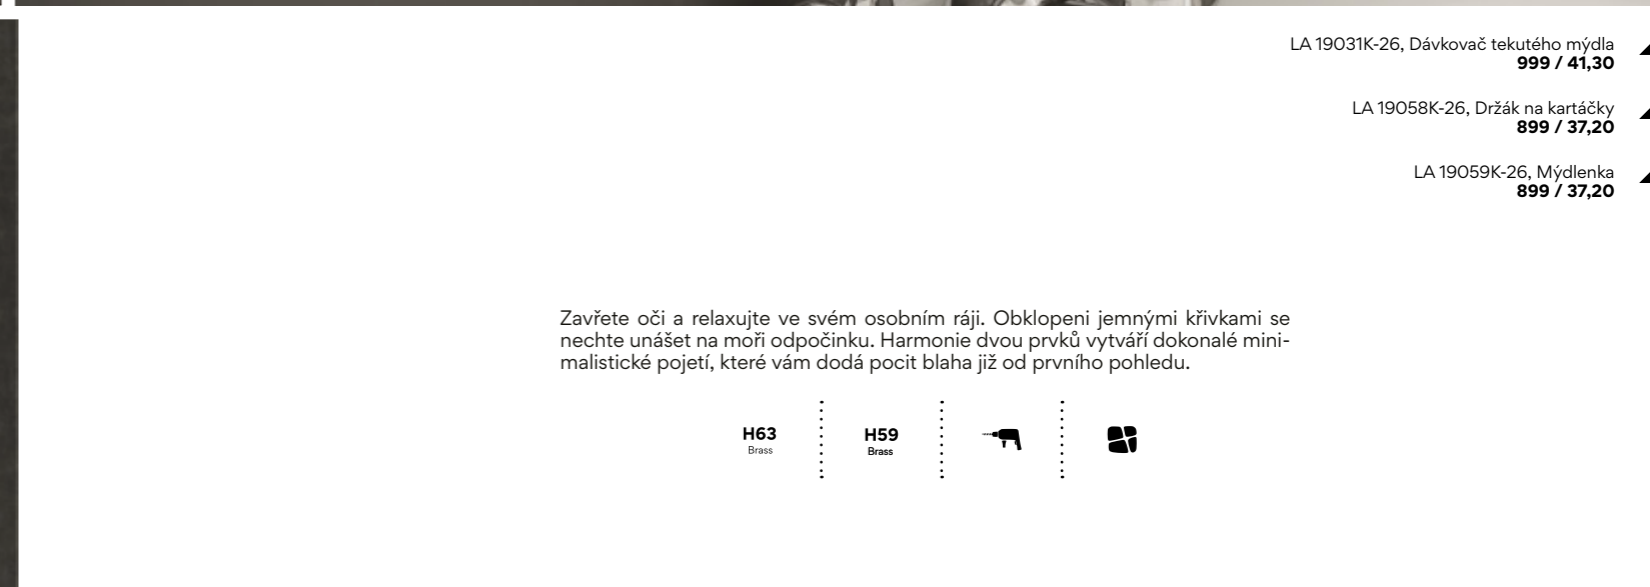 LA 19031K-26, Dávkovač tekutého mýdla
999 / 41,30
LA 19058K-26, Držák na kartáčky
899 / 37,20
LA 19059K-26, Mýdlenka
899 / 37,20
Zavřete oči a relaxujte ve svém osobním ráji. Obklopeni jemnými křivkami se
nechte unášet na moři odpočinku. Harmonie dvou prvků vytváří dokonalé mini-
malistické pojetí, které vám dodá pocit blaha již od prvního pohledu.
H63
Brass
H59
Brass